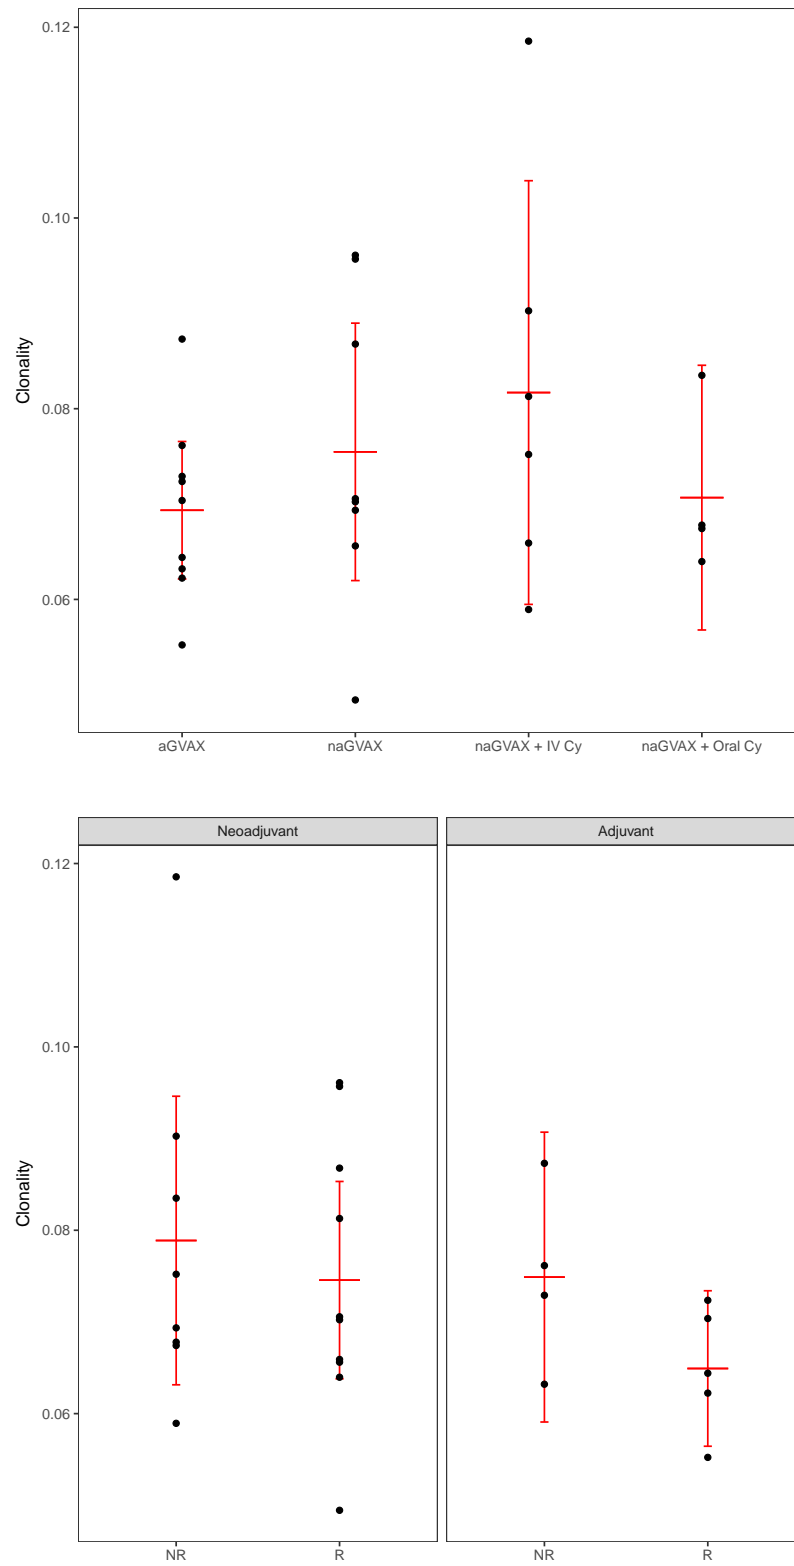 0.12
0.10
0.08
0.06
Clonality
aGVAX
naGVAX
naGVAX + IV Cy
naGVAX + Oral Cy
Neoadjuvant
Adjuvant
0.12
0.10
0.08
0.06
Clonality
NR
R
NR
R